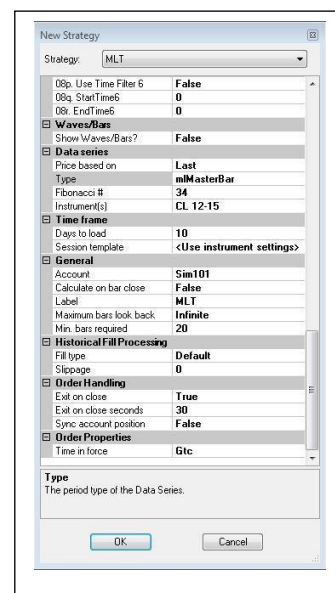 New Strategy
Strategy: MLT
08p. Use Time Filter 6 False
08q. StartTime6 0
08r. EndTime6 0
Waves/Bars
Show Waves/Bars? False
Data series
Price based on Last
Type mlMasterBar
Fibonacci # 34
Instrument(s) CL 12-15
Time frame
Days to load 10
Session template <Use instrument settings>
General
Account Sim101
Calculate on bar close False
Label MLT
Maximum bars look back Infinite
Min. bars required 20
Historical Fill Processing
Fill type Default
Slippage 0
Order Handling
Exit on close True
Exit on close seconds 30
Sync account position False
Order Properties
Time in force Gtc
Type
The period type of the Data Series.
OK Cancel